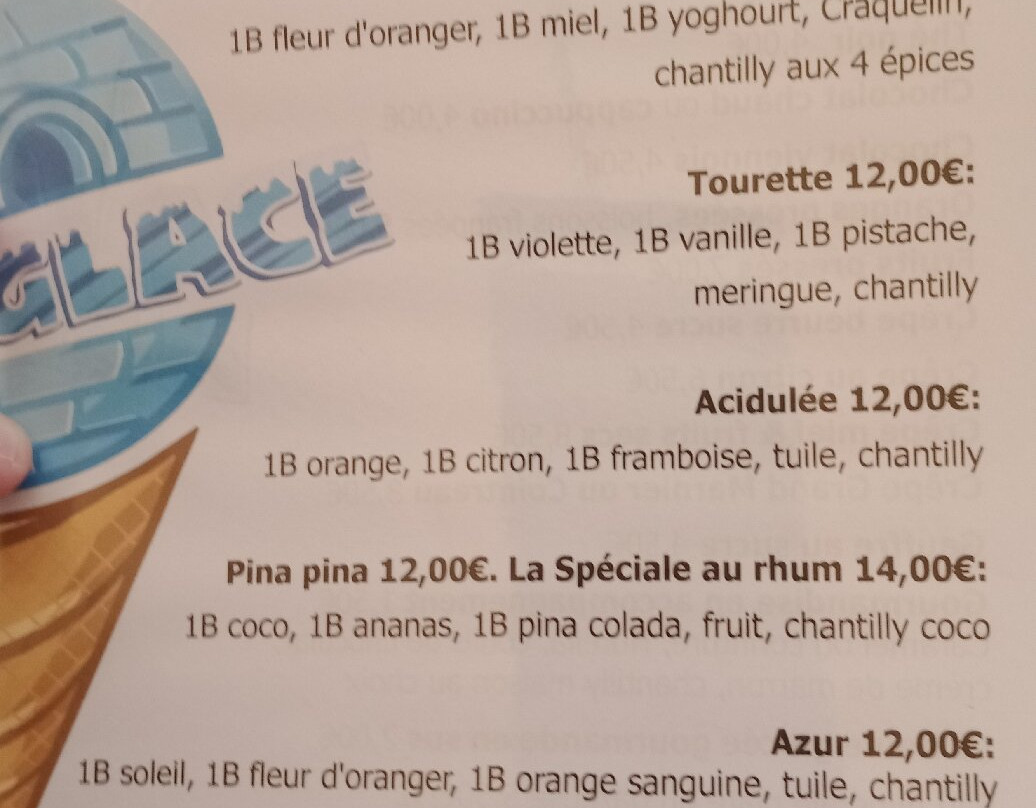 1B fleur d'oranger, 1B miel, 1B yoghourt, Craquelin,
chantilly aux 4 épices
GLACE
Tourette 12,00€:
1B violette, 1B vanille, 1B pistache,
meringue, chantilly
Acidulée 12,00€:
1B orange, 1B citron, 1B framboise, tuile, chantilly
Pina pina 12,00€. La Spéciale au rhum 14,00€:
1B coco, 1B ananas, 1B pina colada, fruit, chantilly coco
Azur 12,00€:
1B soleil, 1B fleur d'oranger, 1B orange sanguine, tuile, chantilly